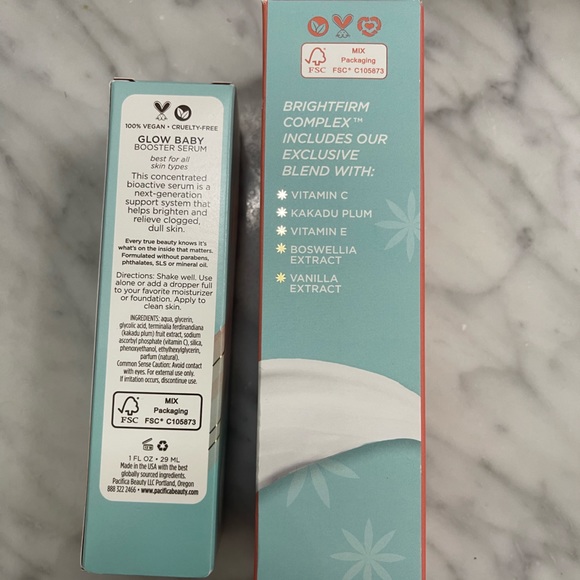 100% VEGAN • CRUELTY-FREE
GLOW BABY
BOOSTER SERUM
best for all
skin types
This concentrated
bioactive serum is a
next-generation
support system that
helps brighten and
relieve clogged,
dull skin.
Every true beauty knows it's
what's on the inside that matters.
Formulated without parabens,
phthalates, SLS or mineral oil.
Directions: Shake well. Use
alone or add a dropper full
to your favorite moisturizer
or foundation. Apply to
clean skin.
INGREDIENTS: aqua, glycerin,
glycolic acid, terminalia ferdinandiana
(kakadu plum) fruit extract, sodium
ascorbyl phosphate (vitamin C), silica,
phenoxyethanol, ethylhexylglycerin,
parfum (natural).
Common Sense Caution: Avoid contact
with eyes. For external use only.
If irritation occurs, discontinue use.
FSC
MIX
Packaging
FSC® C105873
1 FL OZ • 29 ML
Made in the USA with the best
globally sourced ingredients.
Pacifica Beauty LLC Portland, Oregon
888 322 2466 • www.pacificabeauty.com
FSC
MIX
Packaging
FSC® C105873
BRIGHTFIRM
COMPLEX™
INCLUDES OUR
EXCLUSIVE
BLEND WITH:
VITAMIN C
KAKADU PLUM
VITAMIN E
BOSWELLIA
EXTRACT
VANILLA
EXTRACT